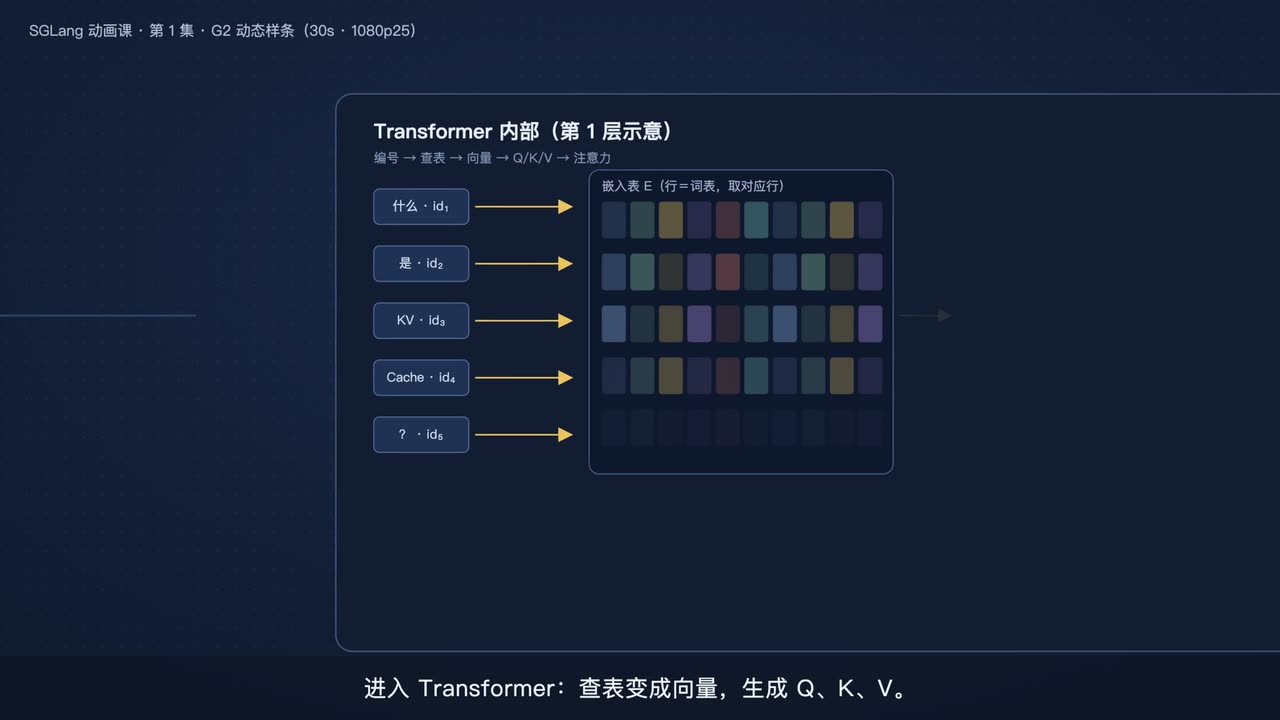 SGLang 动画课 · 第 1 集 · G2 动态样条（30s · 1080p25）
Transformer 内部（第 1 层示意）
编号 → 查表 → 向量 → Q/K/V → 注意力
嵌入表 E（行＝词表，取对应行）
什么 · id₁
是 · id₂
KV · id₃
Cache · id₄
？ · id₅
进入 Transformer：查表变成向量，生成 Q、K、V。